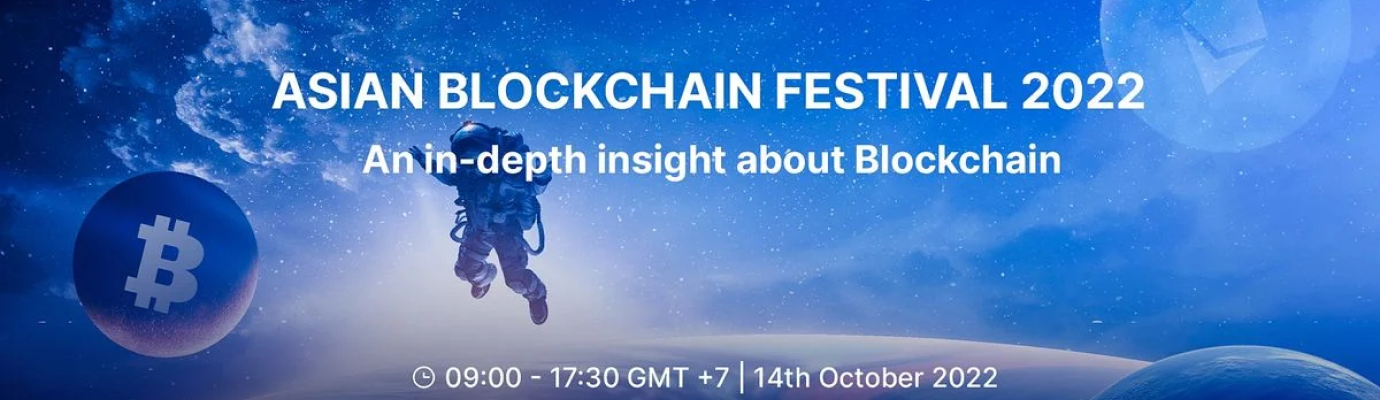 ASIAN BLOCKCHAIN FESTIVAL 2022
An in-depth insight about Blockchain
09:00 - 17:30 GMT +7 | 14th October 2022